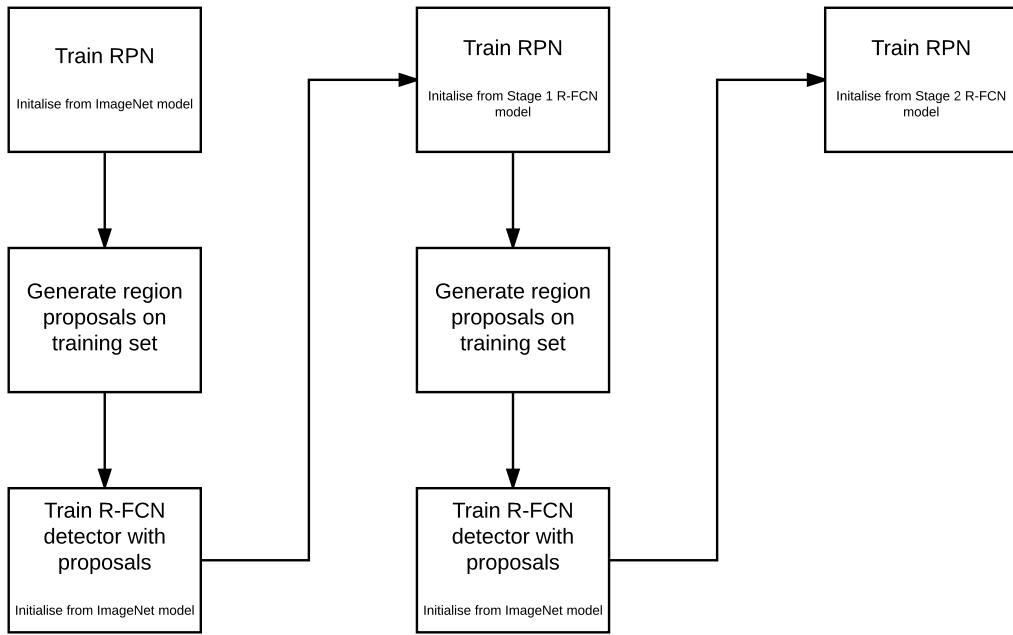 Train RPN
Initalise from ImageNet model
Generate region
proposals on
training set
Train R-FCN
detector with
proposals
Initialise from ImageNet model
Train RPN
Initalise from Stage 1 R-FCN
model
Generate region
proposals on
training set
Train R-FCN
detector with
proposals
Initialise from ImageNet model
Train RPN
Initalise from Stage 2 R-FCN
model